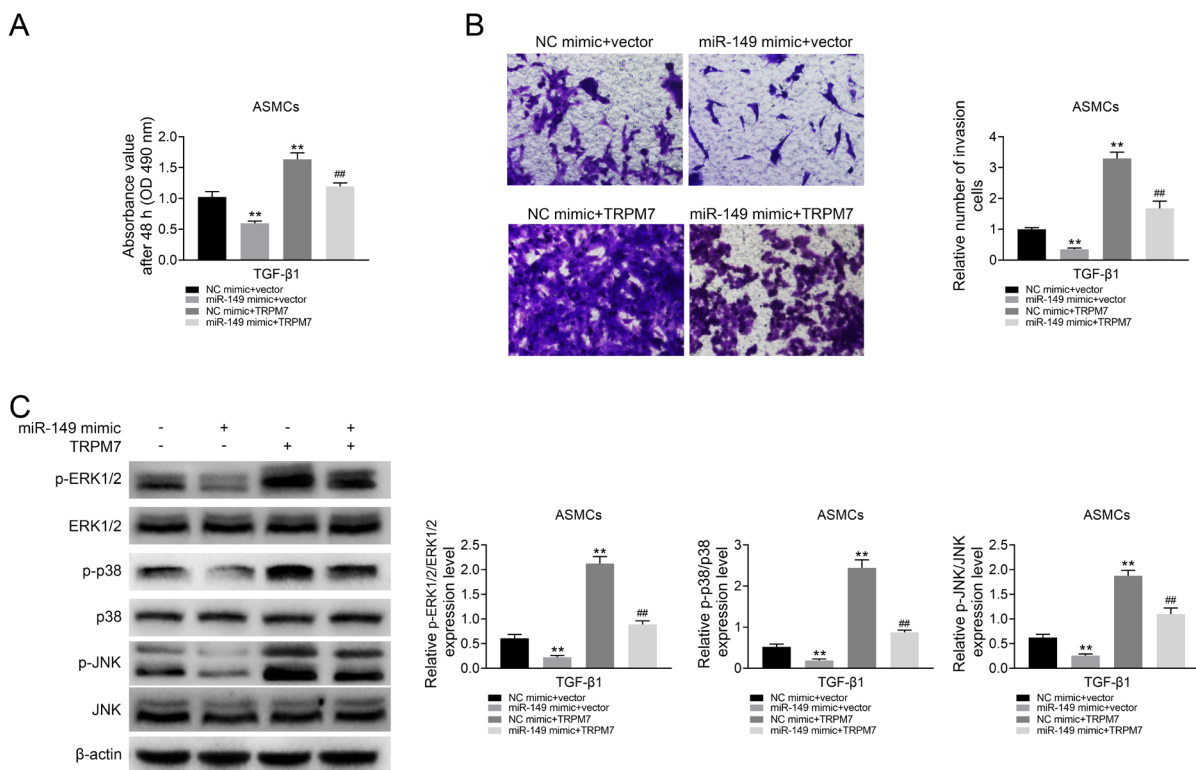 A
ASMCs
Absorbance value
after 48 h (OD 490 nm)
2.0
1.5
1.0
0.5
0.0
**
**
##
TGF-β1
NC mimic+vector
miR-149 mimic+vector
NC mimic+TRPM7
miR-149 mimic+TRPM7
B
NC mimic+vector
miR-149 mimic+vector
NC mimic+TRPM7
miR-149 mimic+TRPM7
ASMCs
Relative number of invasion
cells
4
3
2
1
0
**
**
##
TGF-β1
NC mimic+vector
miR-149 mimic+vector
NC mimic+TRPM7
miR-149 mimic+TRPM7
C
miR-149 mimic - + - +
TRPM7 - - + +
p-ERK1/2
ERK1/2
p-p38
p38
p-JNK
JNK
β-actin
ASMCs
Relative p-ERK1/2/ERK1/2
expression level
2.5
2.0
1.5
1.0
0.5
0.0
**
**
##
TGF-β1
NC mimic+vector
miR-149 mimic+vector
NC mimic+TRPM7
miR-149 mimic+TRPM7
ASMCs
Relative p-p38/p38
expression level
3
2
1
0
**
**
##
TGF-β1
NC mimic+vector
miR-149 mimic+vector
NC mimic+TRPM7
miR-149 mimic+TRPM7
ASMCs
Relative p-JNK/JNK
expression level
2.5
2.0
1.5
1.0
0.5
0.0
**
**
##
TGF-β1
NC mimic+vector
miR-149 mimic+vector
NC mimic+TRPM7
miR-149 mimic+TRPM7